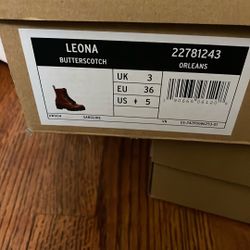 LEONA 22781243
BUTTERSCOTCH ORLEANS
UK 3
EU 36
US 5